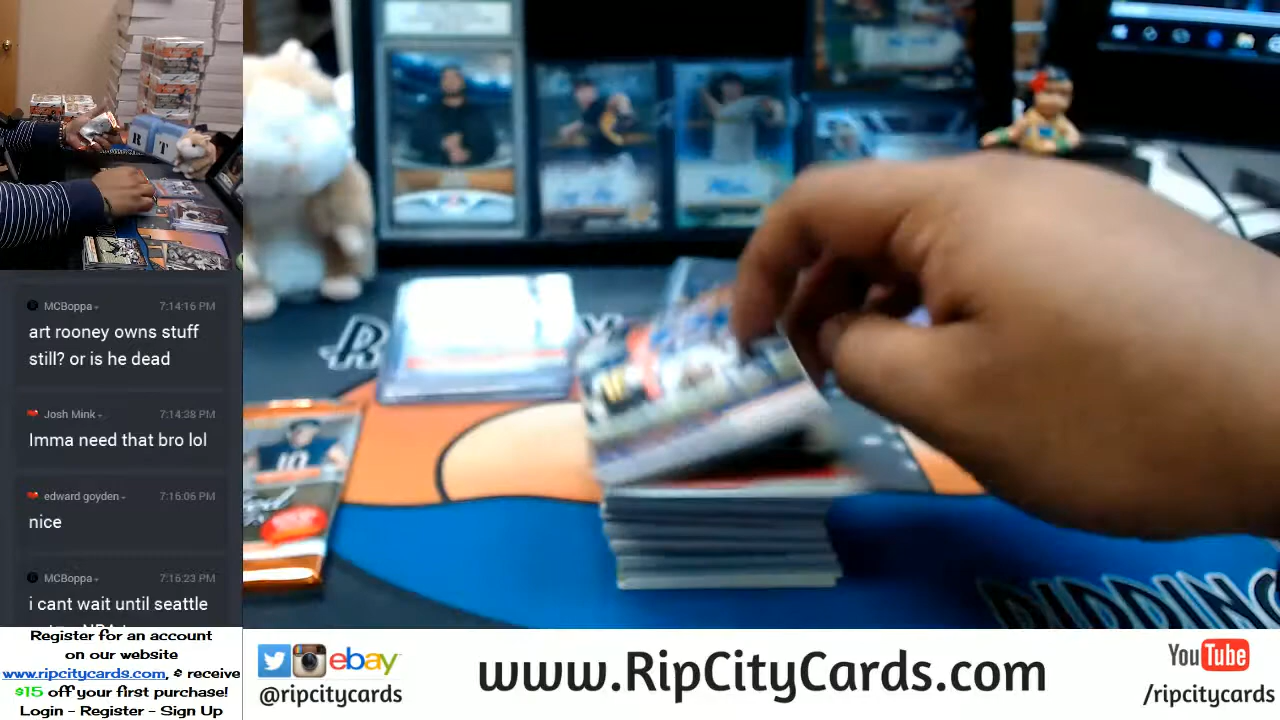 R T
MCBoppa 7:14:16 PM
art rooney owns stuff
still? or is he dead
Josh Mink 7:14:38 PM
Imma need that bro lol
edward goyden 7:16:06 PM
nice
MCBoppa 7:16:23 PM
i cant wait until seattle
Register for an account
on our website
www.ripcitycards.com, & receive
$15 off your first purchase!
Login - Register - Sign Up
10
RIPPING
ebay
@ripcitycards
www.RipCityCards.com
YouTube
/ripcitycards